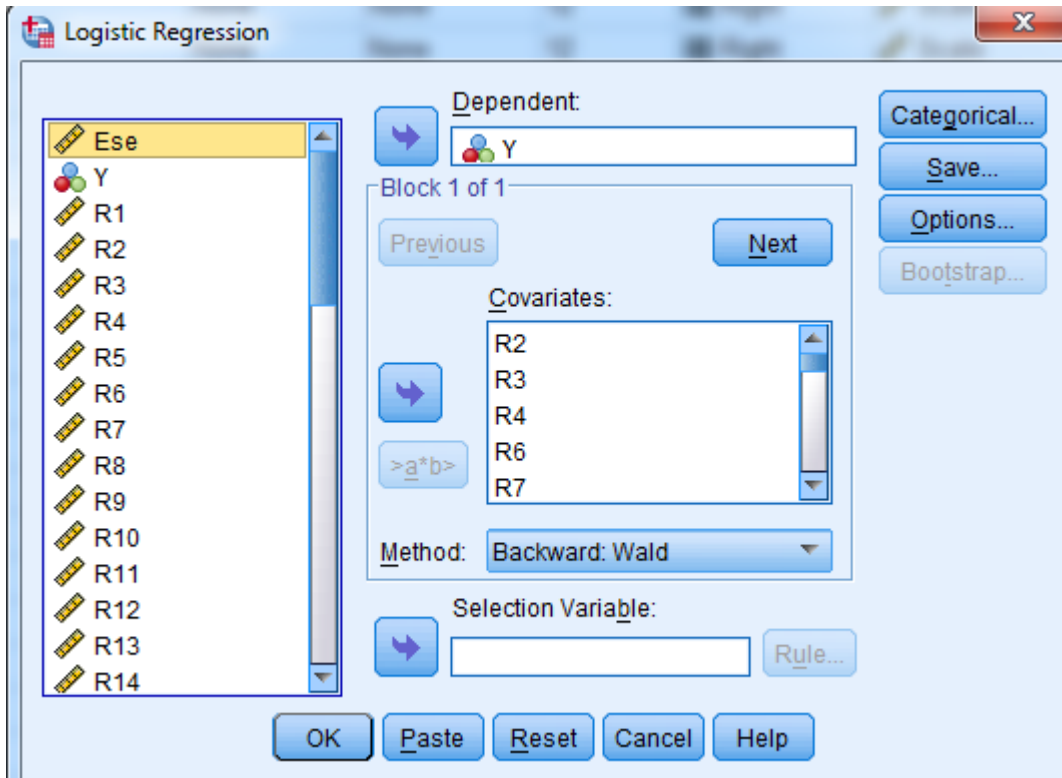 Logistic Regression
Ese
Y
R1
R2
R3
R4
R5
R6
R7
R8
R9
R10
R11
R12
R13
R14
Dependent:
Y
Block 1 of 1
Previous
Next
Covariates:
R2
R3
R4
R6
R7
>a*b>
Method: Backward: Wald
Selection Variable:
Rule...
Categorical...
Save...
Options...
Bootstrap...
OK Paste Reset Cancel Help